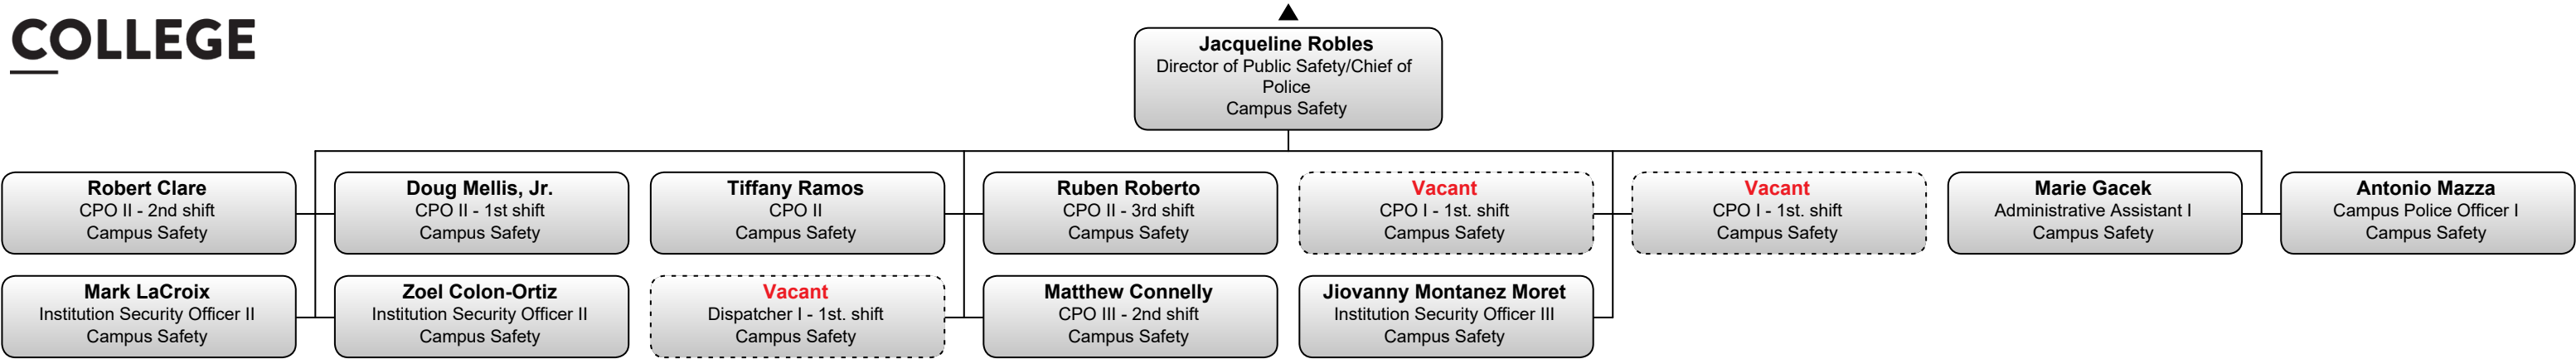 COLLEGE
Jacqueline Robles
Director of Public Safety/Chief of
Police
Campus Safety
Robert Clare
CPO II - 2nd shift
Campus Safety
Doug Mellis, Jr.
CPO II - 1st shift
Campus Safety
Tiffany Ramos
CPO II
Campus Safety
Ruben Roberto
CPO II - 3rd shift
Campus Safety
Vacant
CPO I - 1st. shift
Campus Safety
Vacant
CPO I - 1st. shift
Campus Safety
Marie Gacek
Administrative Assistant I
Campus Safety
Antonio Mazza
Campus Police Officer I
Campus Safety
Mark LaCroix
Institution Security Officer II
Campus Safety
Zoel Colon-Ortiz
Institution Security Officer II
Campus Safety
Vacant
Dispatcher I - 1st. shift
Campus Safety
Matthew Connelly
CPO III - 2nd shift
Campus Safety
Jiovanny Montanez Moret
Institution Security Officer III
Campus Safety